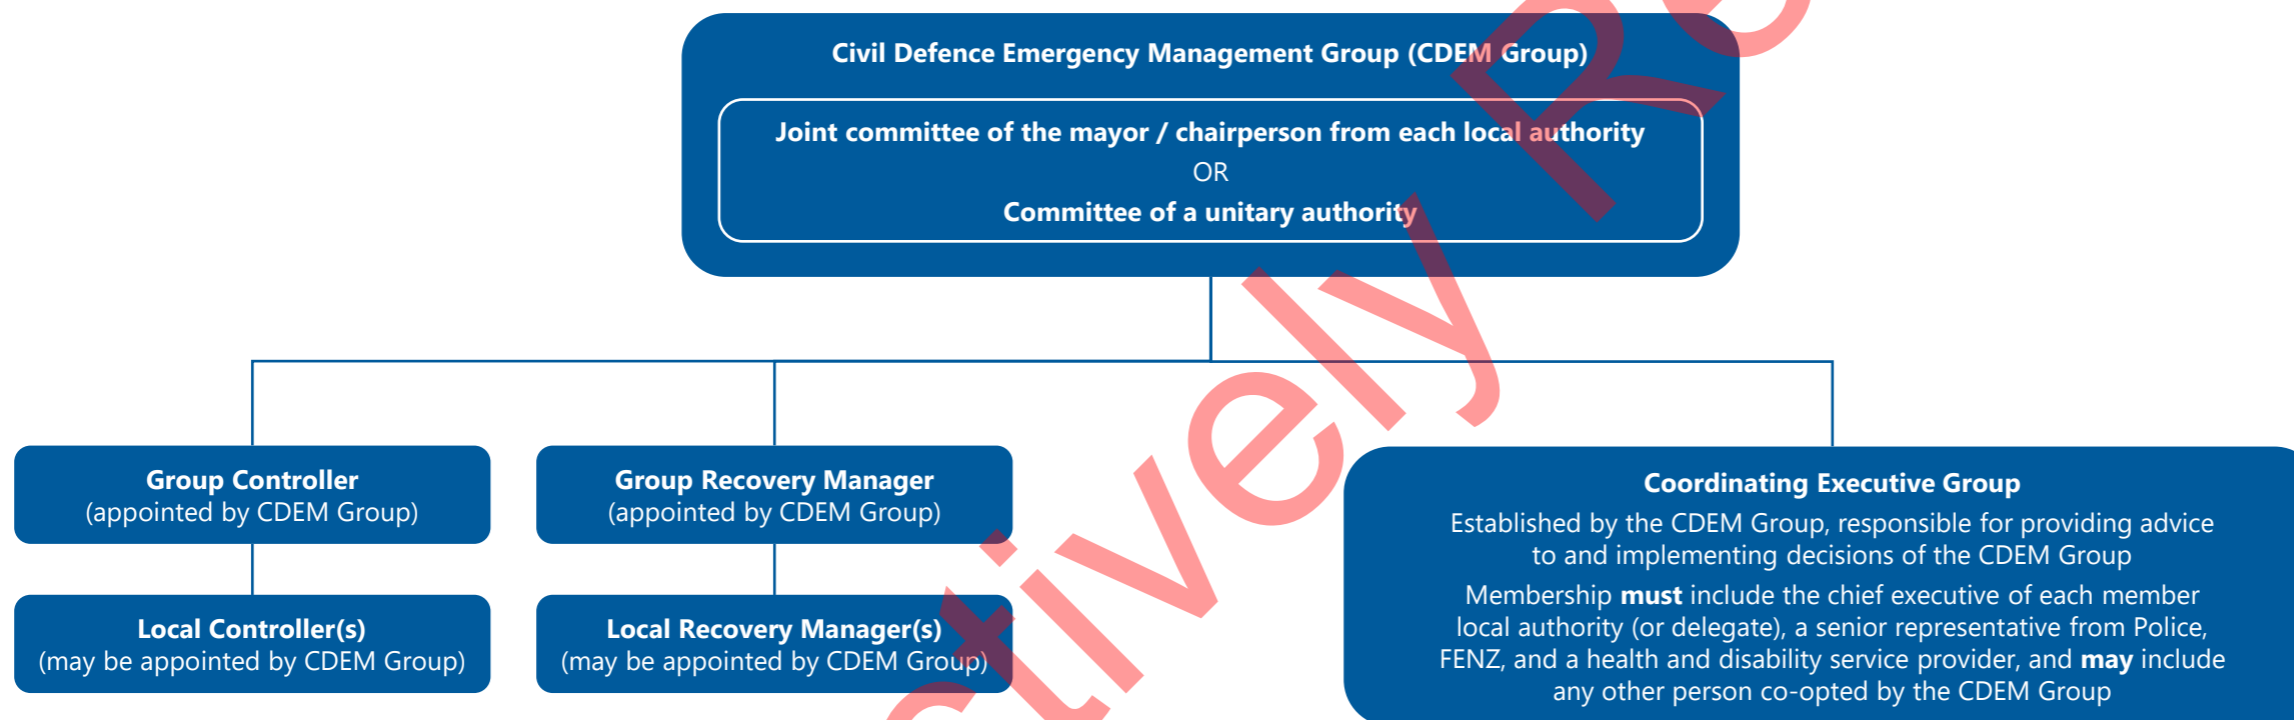 Civil Defence Emergency Management Group (CDEM Group)
Joint committee of the mayor / chairperson from each local authority
OR
Committee of a unitary authority
Group Controller
(appointed by CDEM Group)
Group Recovery Manager
(appointed by CDEM Group)
Coordinating Executive Group
Established by the CDEM Group, responsible for providing advice
to and implementing decisions of the CDEM Group
Membership must include the chief executive of each member
local authority (or delegate), a senior representative from Police,
FENZ, and a health and disability service provider, and may include
any other person co-opted by the CDEM Group
Local Controller(s)
(may be appointed by CDEM Group)
Local Recovery Manager(s)
(may be appointed by CDEM Group)